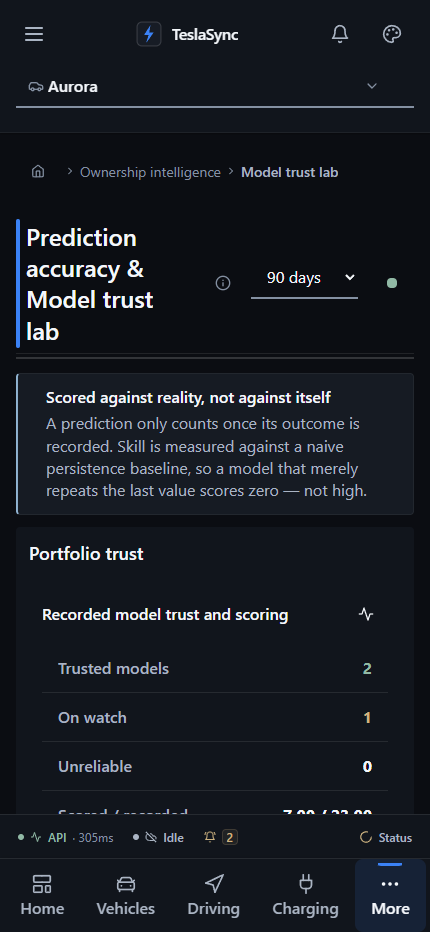 TeslaSync
Aurora
Ownership intelligence > Model trust lab
Prediction
accuracy &
Model trust
lab
90 days
Scored against reality, not against itself
A prediction only counts once its outcome is
recorded. Skill is measured against a naive
persistence baseline, so a model that merely
repeats the last value scores zero — not high.
Portfolio trust
Recorded model trust and scoring
Trusted models 2
On watch 1
Unreliable 0
Scored / recorded
API · 305ms Idle 2 Status
Home Vehicles Driving Charging More